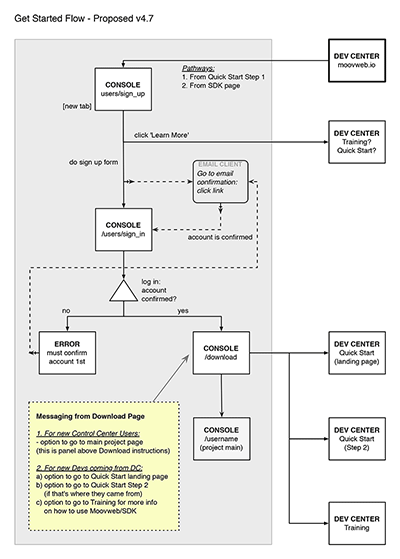 Get Started Flow - Proposed v4.7
Pathways:
1. From Quick Start Step 1
2. From SDK page
DEV CENTER
moovweb.io
CONSOLE
users/sign_up
[new tab]
click 'Learn More'
DEV CENTER
Training?
Quick Start?
do sign up form
EMAIL CLIENT
Go to email
confirmation:
click link
CONSOLE
/users/sign_in
account is confirmed
log in:
account
confirmed?
no
yes
ERROR
must confirm
account 1st
CONSOLE
/download
DEV CENTER
Quick Start
(landing page)
Messaging from Download Page
1. For new Control Center Users:
- option to go to main project page
(this is panel above Download instructions)
2. For new Devs coming from DC:
a) option to go to Quick Start landing page
b) option to go to Quick Start Step 2
(if that's where they came from)
c) option to go to Training for more info
on how to use Moovweb/SDK
CONSOLE
/username
(project main)
DEV CENTER
Quick Start
(Step 2)
DEV CENTER
Training